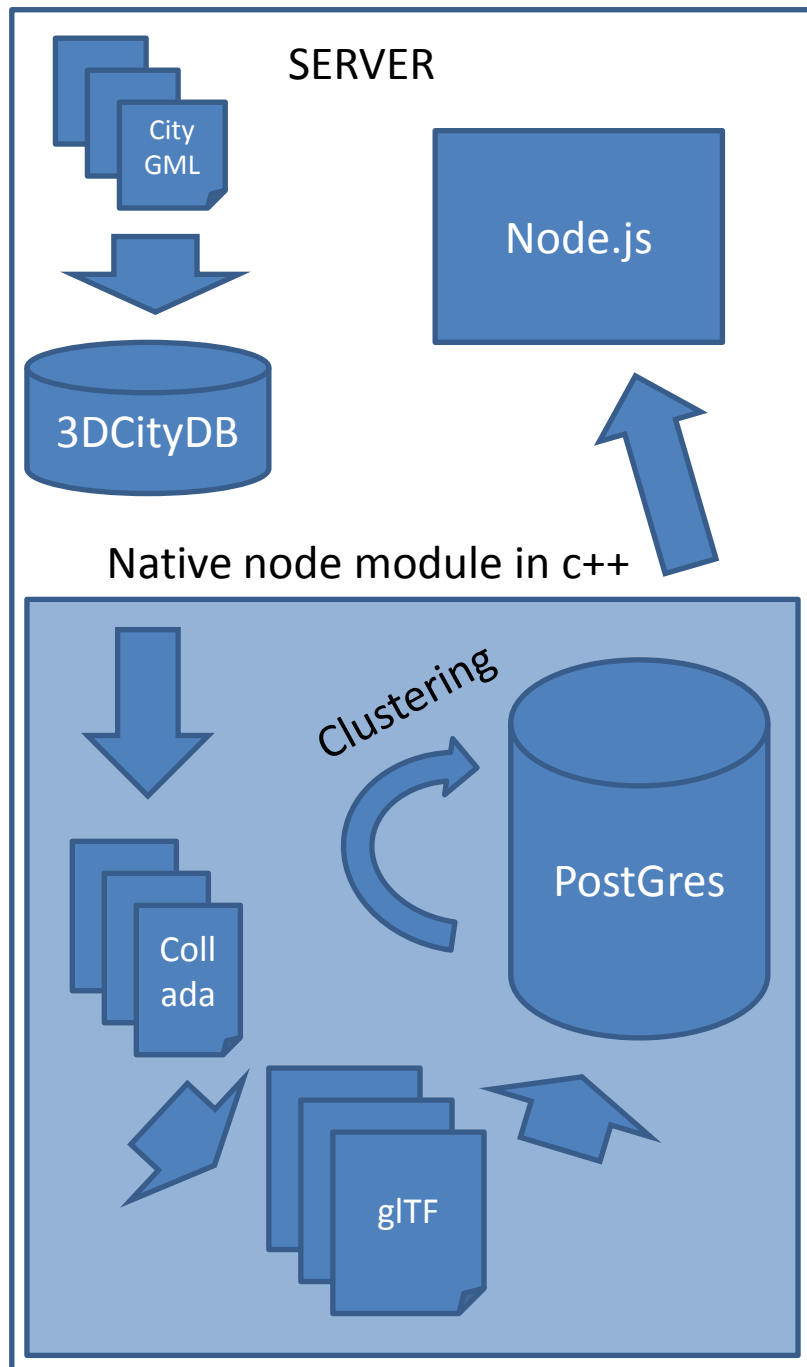 SERVER
City
GML
Node.js
3DCityDB
Native node module in c++
Clustering
PostGres
Coll
ada
glTF